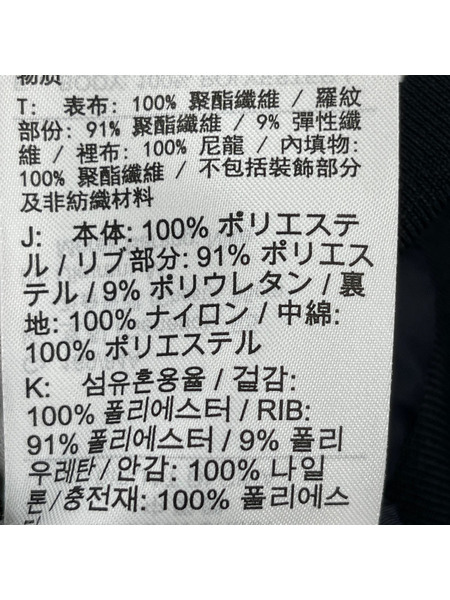 物质
T: 表布: 100% 聚酯纖維 / 羅紋
部份: 91% 聚酯纖維 / 9% 彈性纖
維 / 裡布: 100% 尼龍 / 內填物:
100% 聚酯纖維 / 不包括裝飾部分
及非紡織材料
J: 本体: 100% ポリエステ
ル / リブ部分: 91% ポリエス
テル / 9% ポリウレタン / 裏
地: 100% ナイロン / 中綿:
100% ポリエステル
K: 섬유혼용율 / 겉감:
100% 폴리에스터 / RIB:
91% 폴리에스터 / 9% 폴리
우레탄 / 안감: 100% 나일
론/충전재: 100% 폴리에스